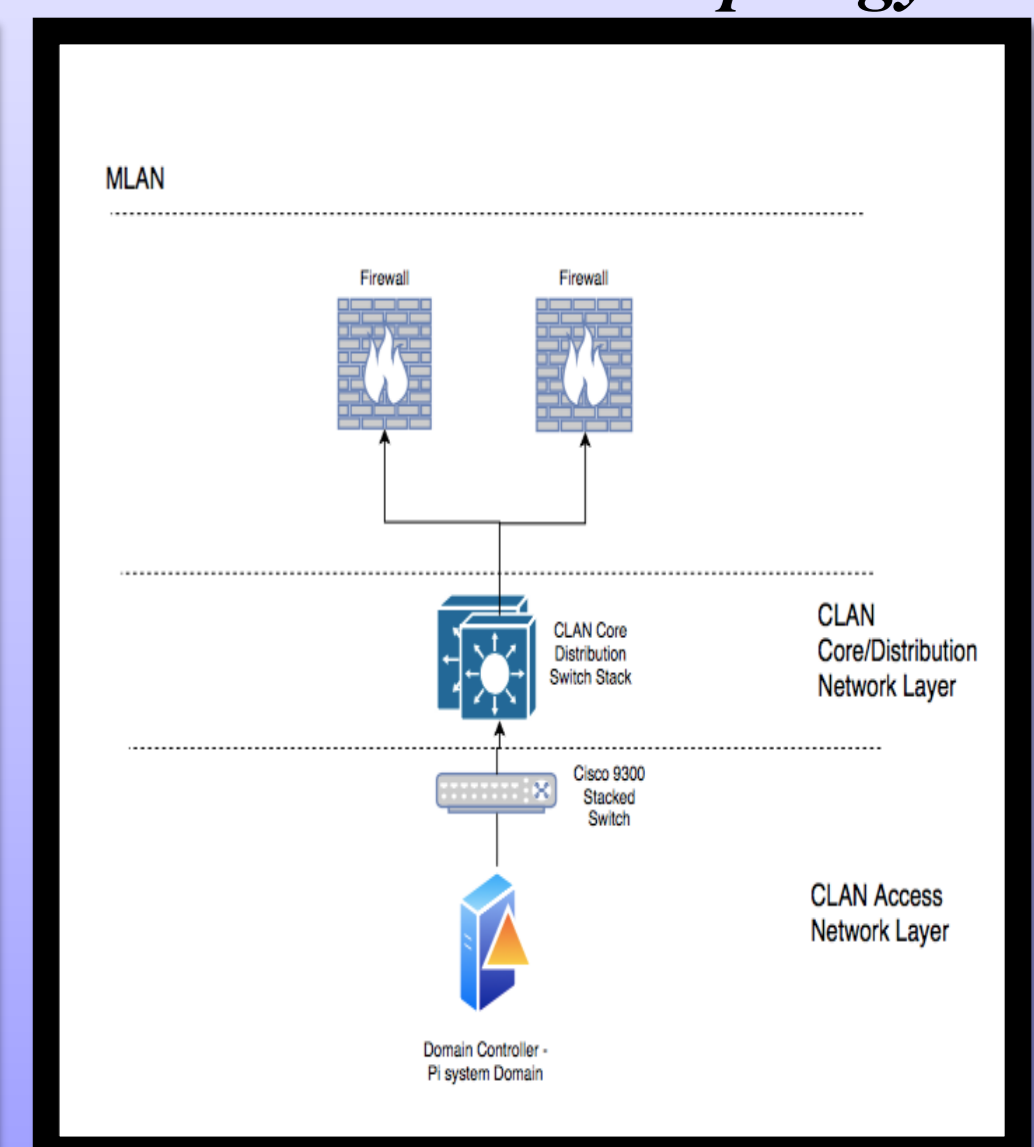 MLAN
Firewall
Firewall
CLAN Core
Distribution
Switch Stack
CLAN
Core/Distribution
Network Layer
Cisco 9300
Stacked
Switch
CLAN Access
Network Layer
Domain Controller -
Pi system Domain